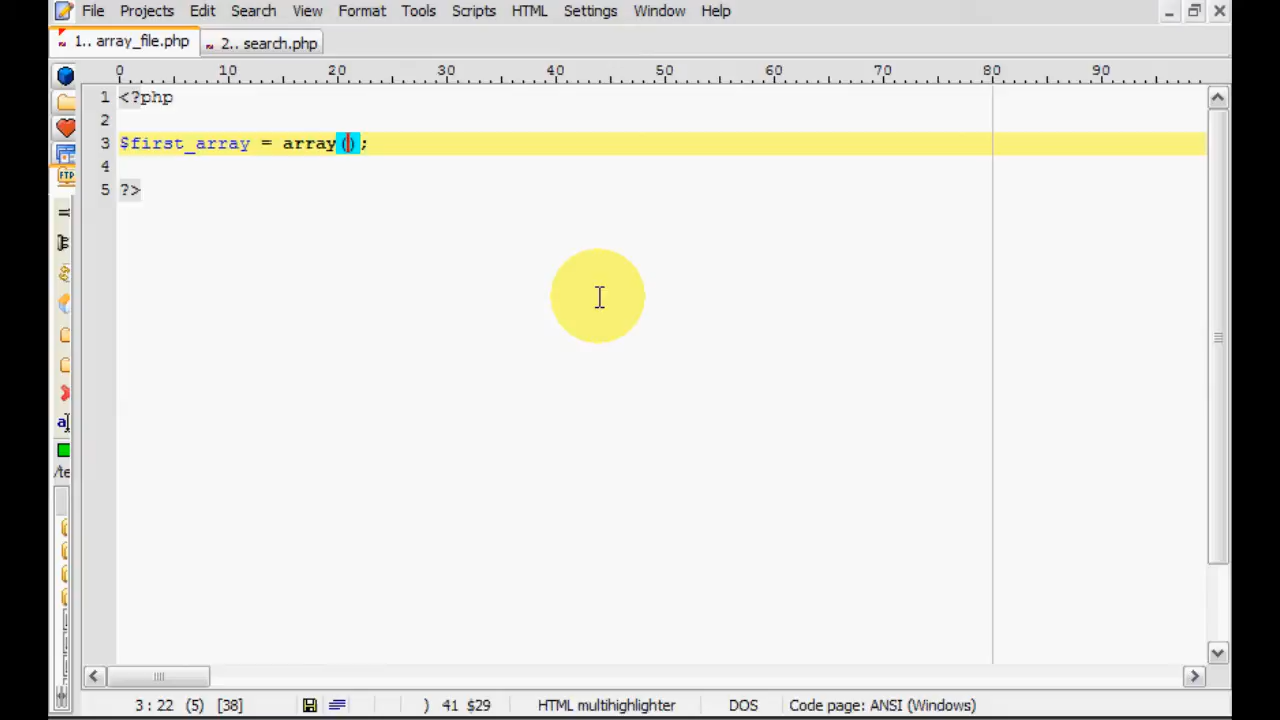 File Projects Edit Search View Format Tools Scripts HTML Settings Window Help
1.. array_file.php 2.. search.php
0 10 20 30 40 50 60 70 80 90
1 <?php
2
3 $first_array = array();
4
5 ?>
FTP
a
/te
3 : 22 (5) [38] ) 41 $29 HTML multihighlighter DOS Code page: ANSI (Windows)